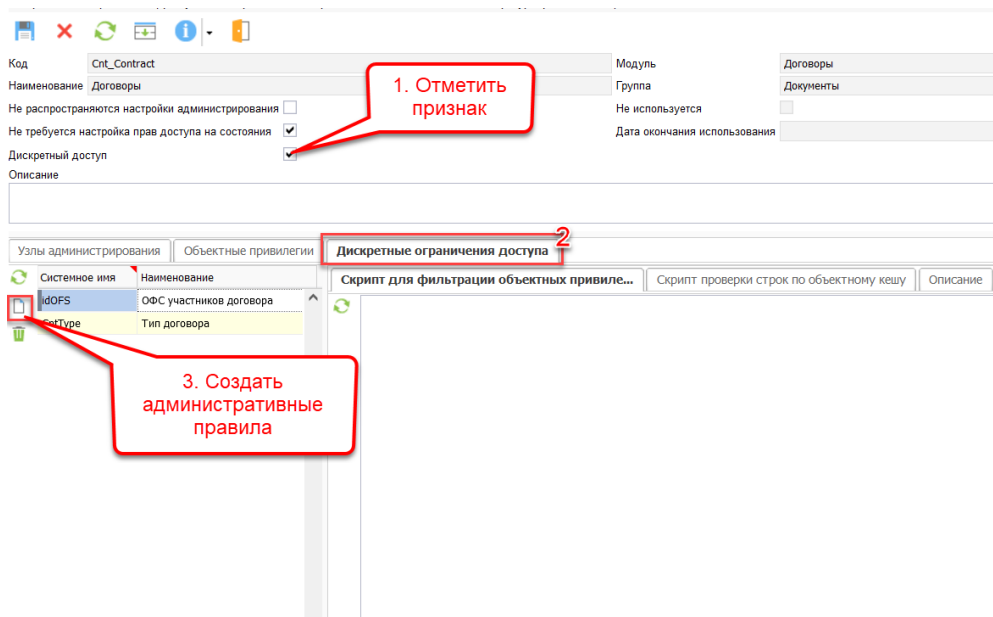 Код Cnt_Contract Модуль Договоры
Наименование Договоры Группа Документы
Не распространяются настройки администрирования Не используется
Не требуется настройка прав доступа на состояния Дата окончания использования
Дискретный доступ
Описание
1. Отметить
признак
Узлы администрирования Объектные привилегии Дискретные ограничения доступа 2
Системное имя Наименование
Скрипт для фильтрации объектных привиле... Скрипт проверки строк по объектному кешу Описание
idOFS ОФС участников договора
CntType Тип договора
3. Создать
административные
правила